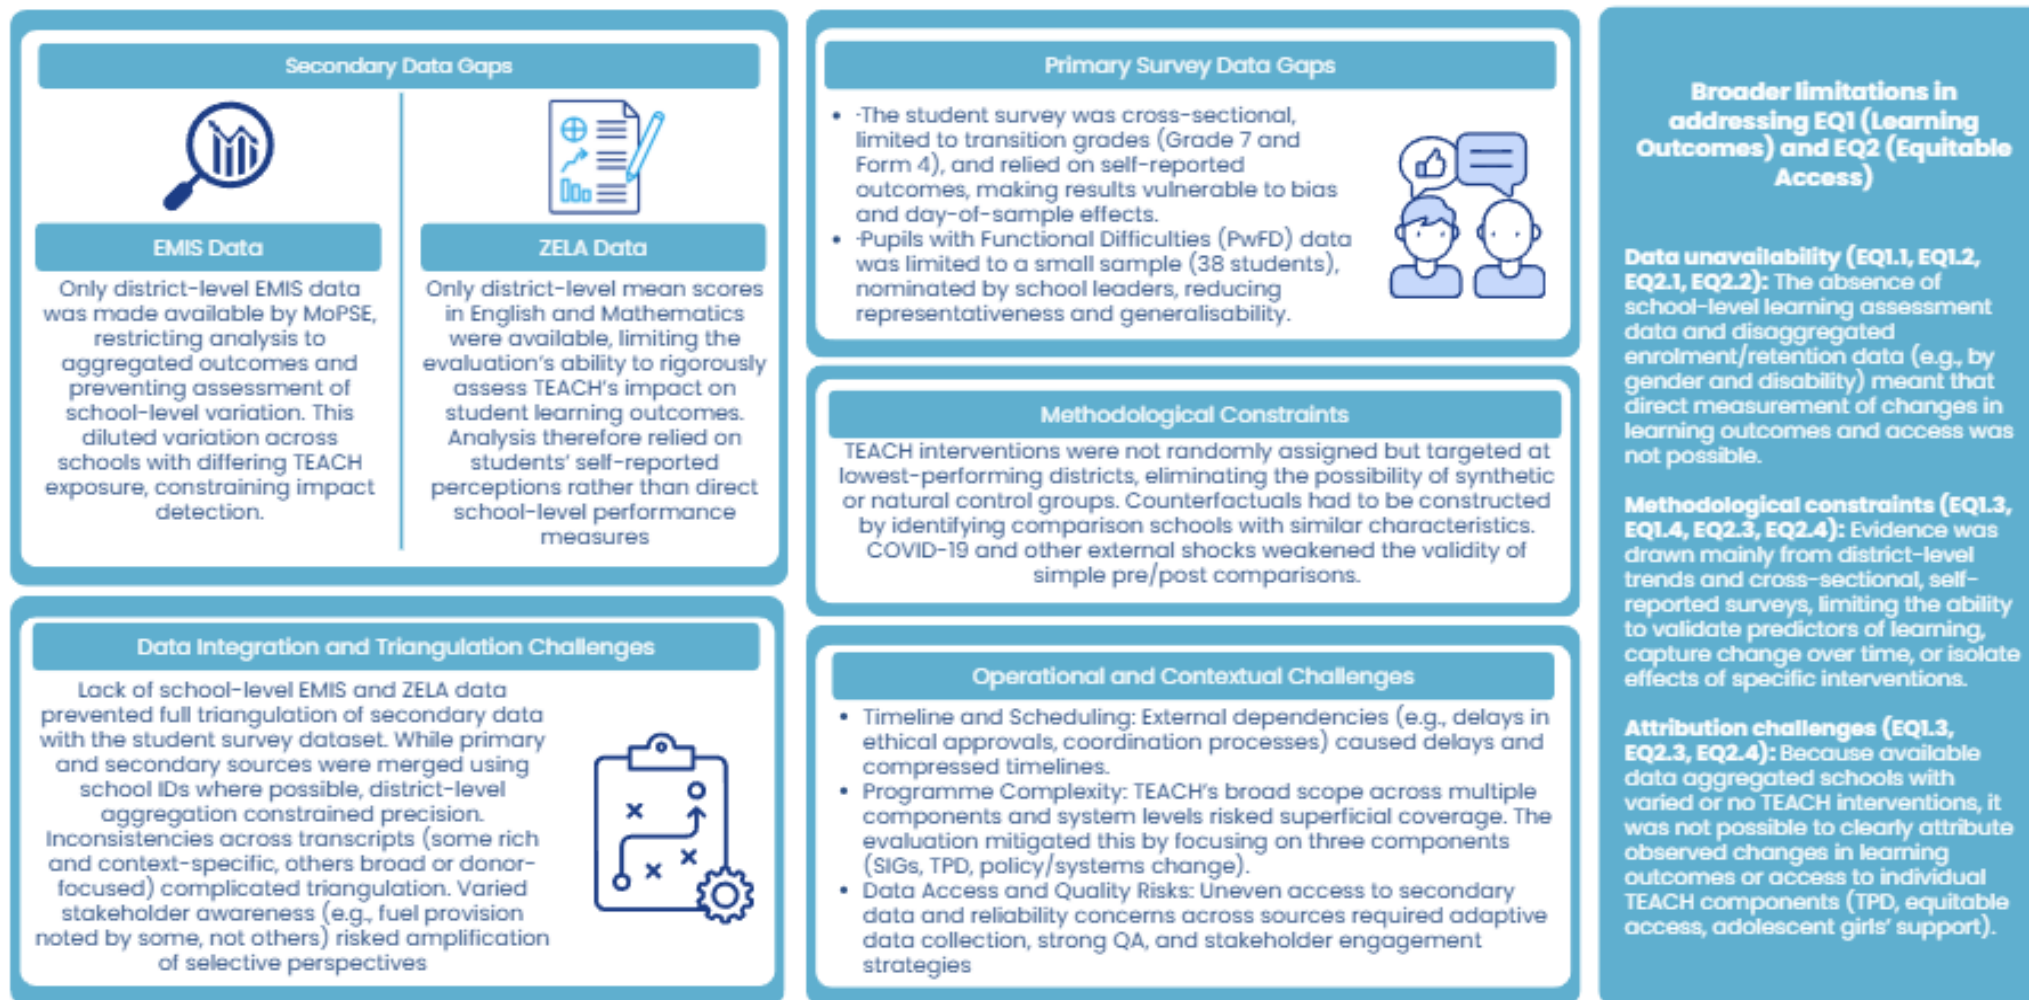 Secondary Data Gaps
EMIS Data
Only district-level EMIS data
was made available by MoPSE,
restricting analysis to
aggregated outcomes and
preventing assessment of
school-level variation. This
diluted variation across
schools with differing TEACH
exposure, constraining impact
detection.
ZELA Data
Only district-level mean scores
in English and Mathematics
were available, limiting the
evaluation's ability to rigorously
assess TEACH's impact on
student learning outcomes.
Analysis therefore relied on
students' self-reported
perceptions rather than direct
school-level performance
measures
Data Integration and Triangulation Challenges
Lack of school-level EMIS and ZELA data
prevented full triangulation of secondary data
with the student survey dataset. While primary
and secondary sources were merged using
school IDs where possible, district-level
aggregation constrained precision.
Inconsistencies across transcripts (some rich
and context-specific, others broad or donor-
focused) complicated triangulation. Varied
stakeholder awareness (e.g., fuel provision
noted by some, not others) risked amplification
of selective perspectives
Primary Survey Data Gaps
• ·The student survey was cross-sectional,
limited to transition grades (Grade 7 and
Form 4), and relied on self-reported
outcomes, making results vulnerable to bias
and day-of-sample effects.
• ·Pupils with Functional Difficulties (PwFD) data
was limited to a small sample (38 students),
nominated by school leaders, reducing
representativeness and generalisability.
Methodological Constraints
TEACH interventions were not randomly assigned but targeted at
lowest-performing districts, eliminating the possibility of synthetic
or natural control groups. Counterfactuals had to be constructed
by identifying comparison schools with similar characteristics.
COVID-19 and other external shocks weakened the validity of
simple pre/post comparisons.
Operational and Contextual Challenges
• Timeline and Scheduling: External dependencies (e.g., delays in
ethical approvals, coordination processes) caused delays and
compressed timelines.
• Programme Complexity: TEACH's broad scope across multiple
components and system levels risked superficial coverage. The
evaluation mitigated this by focusing on three components
(SIGs, TPD, policy/systems change).
• Data Access and Quality Risks: Uneven access to secondary
data and reliability concerns across sources required adaptive
data collection, strong QA, and stakeholder engagement
strategies
Broader limitations in
addressing EQ1 (Learning
Outcomes) and EQ2 (Equitable
Access)
Data unavailability (EQ1.1, EQ1.2,
EQ2.1, EQ2.2): The absence of
school-level learning assessment
data and disaggregated
enrolment/retention data (e.g., by
gender and disability) meant that
direct measurement of changes in
learning outcomes and access was
not possible.
Methodological constraints (EQ1.3,
EQ1.4, EQ2.3, EQ2.4): Evidence was
drawn mainly from district-level
trends and cross-sectional, self-
reported surveys, limiting the ability
to validate predictors of learning,
capture change over time, or isolate
effects of specific interventions.
Attribution challenges (EQ1.3,
EQ2.3, EQ2.4): Because available
data aggregated schools with
varied or no TEACH interventions, it
was not possible to clearly attribute
observed changes in learning
outcomes or access to individual
TEACH components (TPD, equitable
access, adolescent girls' support).